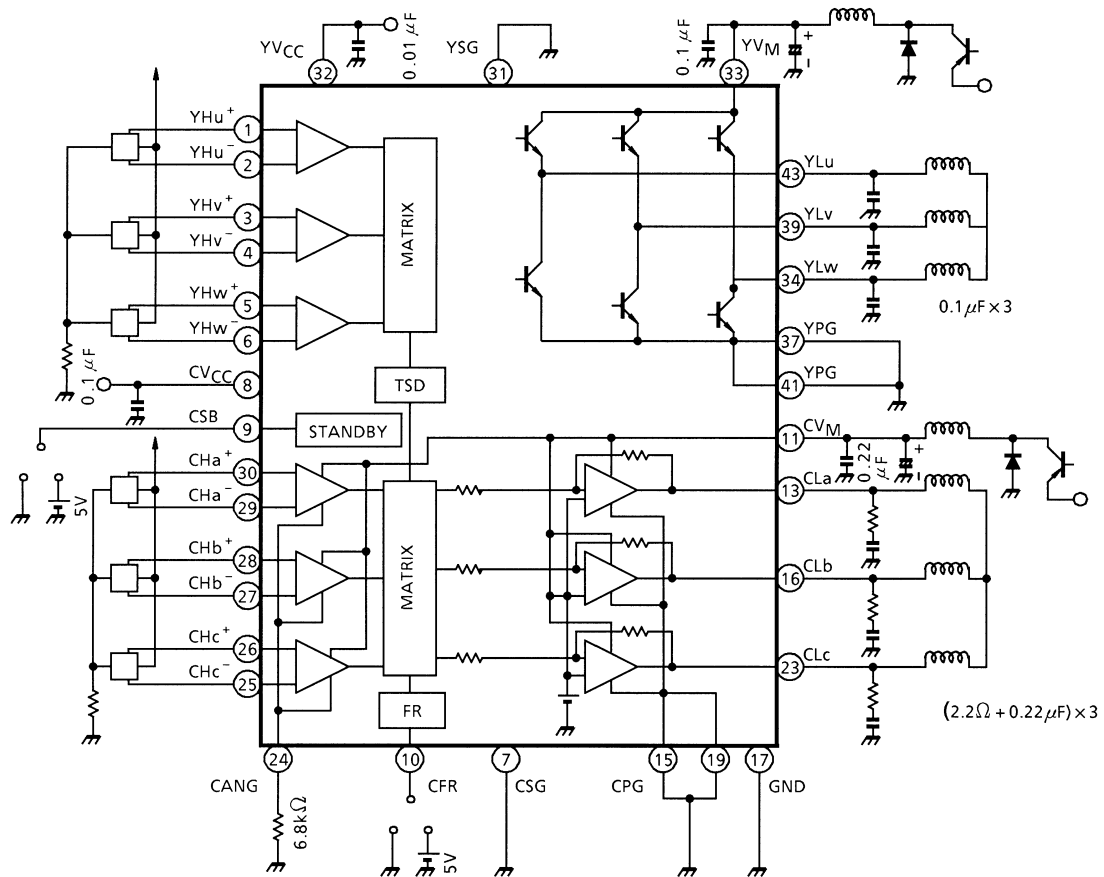 YVCC
0.01 μF
YSG
0.1 μF
YVM
+
-
32
31
33
YHu+
1
YHu−
2
YHv+
3
YHv−
4
YHw+
5
YHw−
6
MATRIX
43
YLu
39
YLv
34
YLw
0.1μF×3
37
YPG
41
YPG
0.1 μF
CVCC
8
TSD
CSB
9
STANDBY
11
CVM
0.22 μF
+
-
5V
CHa+
30
CHa−
29
CHb+
28
CHb−
27
CHc+
26
CHc−
25
MATRIX
13
CLa
16
CLb
23
CLc
(2.2Ω+0.22μF)×3
FR
24
10
7
15
19
17
CANG
CFR
CSG
CPG
GND
6.8kΩ
5V